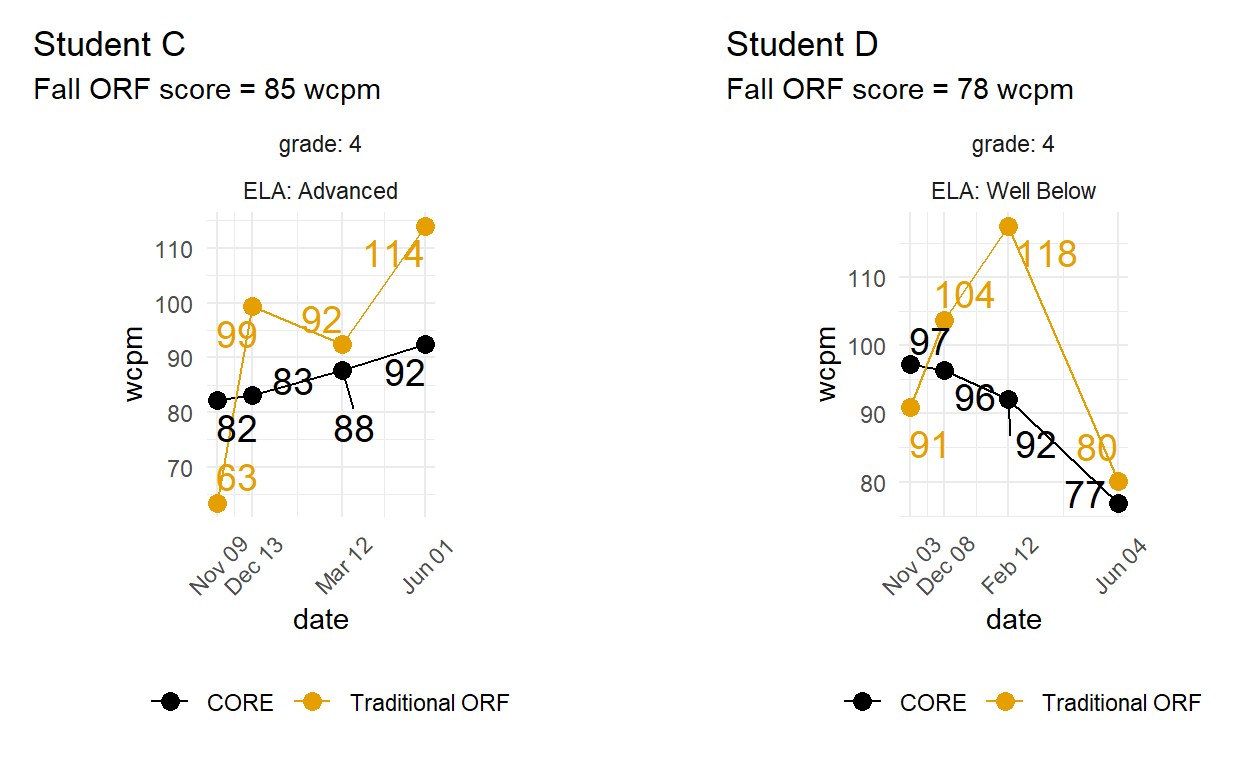 Student C
Fall ORF score = 85 wcpm
grade: 4
ELA: Advanced
110
100
90
80
70
wcpm
114
99
92
83
92
82
88
63
Nov 09
Dec 13
Mar 12
Jun 01
date
CORE
Traditional ORF
Student D
Fall ORF score = 78 wcpm
grade: 4
ELA: Well Below
110
100
90
80
wcpm
118
104
97
96
91
92
80
77
Nov 03
Dec 08
Feb 12
Jun 04
date
CORE
Traditional ORF